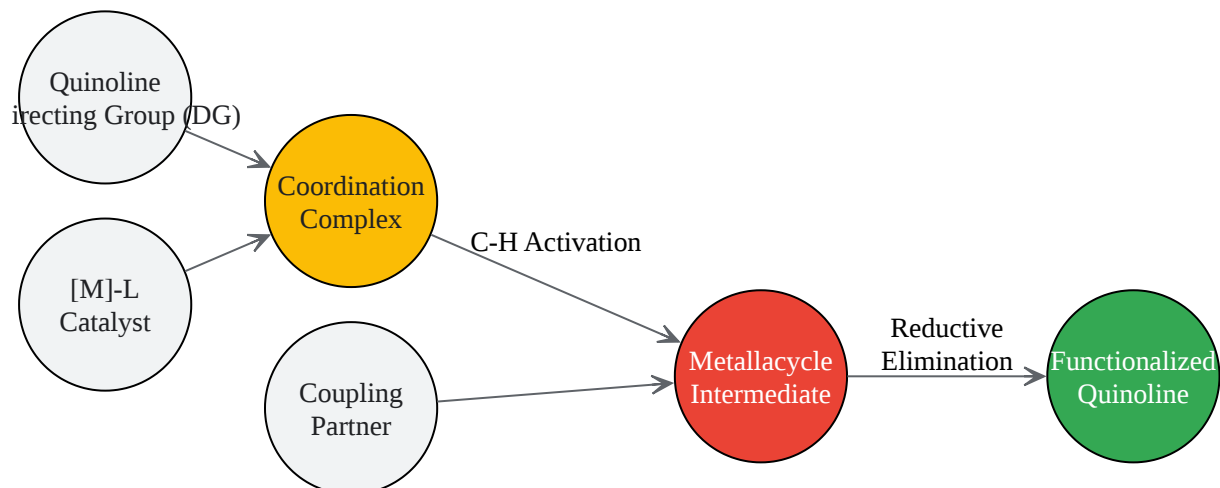 Quinoline
irecting Group (DG)
[M]-L
Catalyst
Coordination
Complex
C-H Activation
Coupling
Partner
Metallacycle
Intermediate
Reductive
Elimination
Functionalized
Quinoline